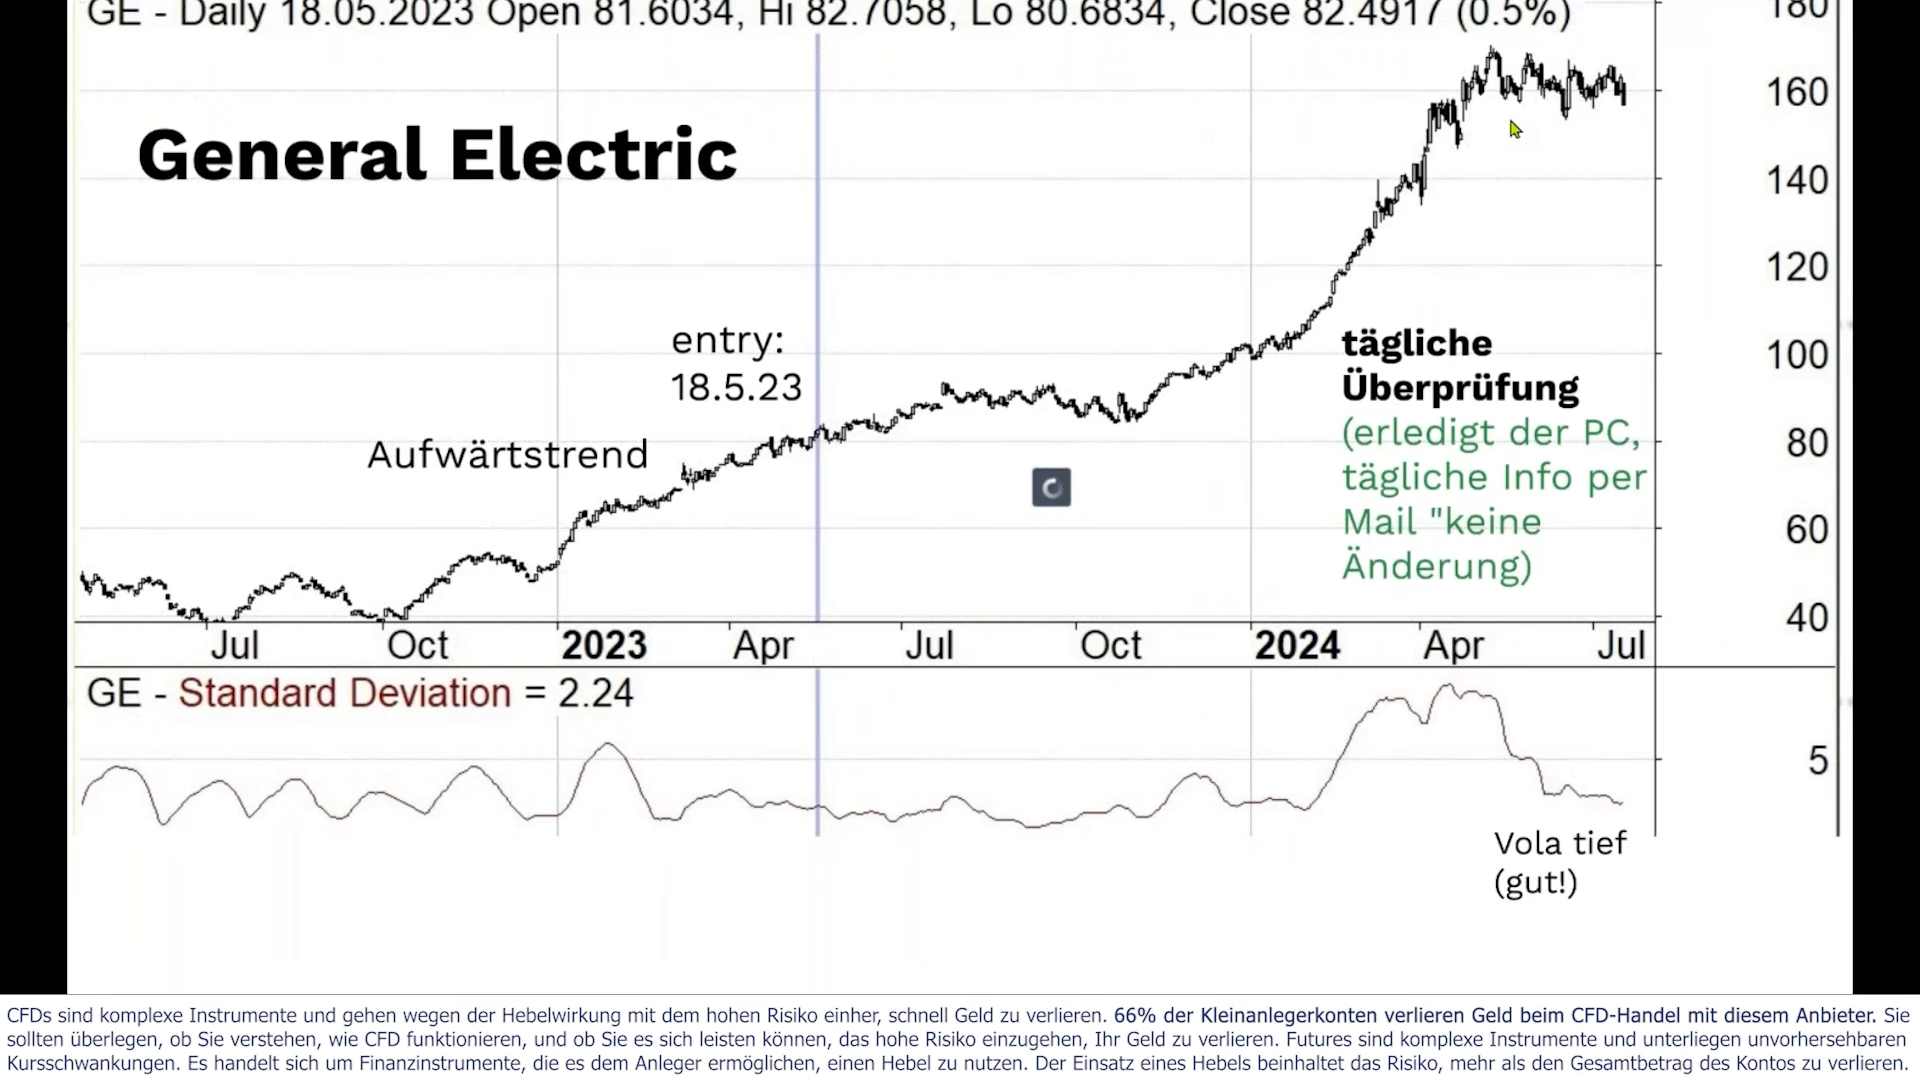 GE - Daily 18.05.2023 Open 81.6034, Hi 82.7058, Lo 80.6834, Close 82.4917 (0.5%)
180
General Electric
160
140
120
entry:
18.5.23
tägliche
Überprüfung
(erledigt der PC,
tägliche Info per
Mail "keine
Änderung)
100
Aufwärtstrend
80
60
40
Jul Oct 2023 Apr Jul Oct 2024 Apr Jul
GE - Standard Deviation = 2.24
5
Vola tief
(gut!)
CFDs sind komplexe Instrumente und gehen wegen der Hebelwirkung mit dem hohen Risiko einher, schnell Geld zu verlieren. 66% der Kleinanlegerkonten verlieren Geld beim CFD-Handel mit diesem Anbieter. Sie
sollten überlegen, ob Sie verstehen, wie CFD funktionieren, und ob Sie es sich leisten können, das hohe Risiko einzugehen, Ihr Geld zu verlieren. Futures sind komplexe Instrumente und unterliegen unvorhersehbaren
Kursschwankungen. Es handelt sich um Finanzinstrumente, die es dem Anleger ermöglichen, einen Hebel zu nutzen. Der Einsatz eines Hebels beinhaltet das Risiko, mehr als den Gesamtbetrag des Kontos zu verlieren.